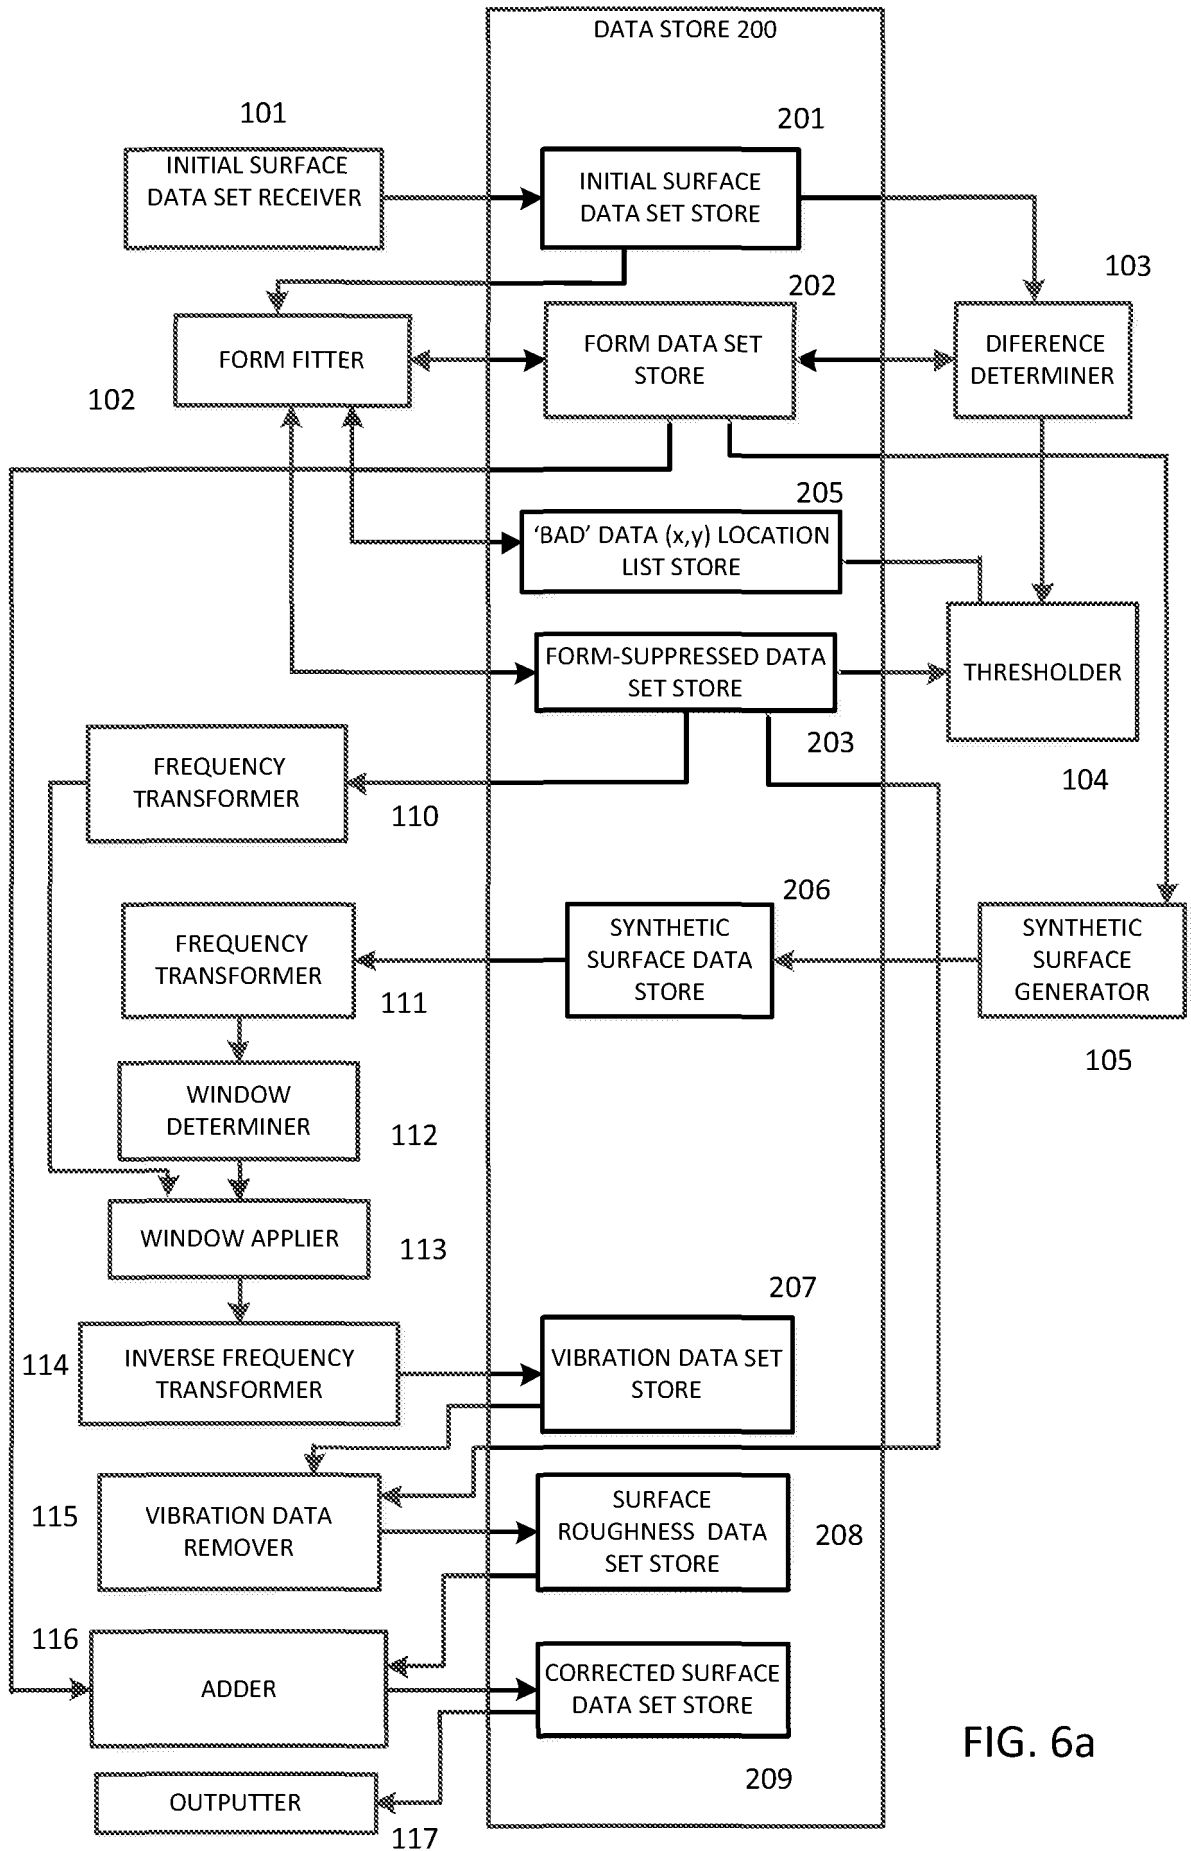 DATA STORE 200
101
201
INITIAL SURFACE
DATA SET RECEIVER
INITIAL SURFACE
DATA SET STORE
103
202
FORM FITTER
FORM DATA SET
STORE
DIFERENCE
DETERMINER
102
205
'BAD' DATA (x,y) LOCATION
LIST STORE
FORM-SUPPRESSED DATA
SET STORE
THRESHOLDER
203
104
FREQUENCY
TRANSFORMER
110
206
FREQUENCY
TRANSFORMER
SYNTHETIC
SURFACE DATA
STORE
SYNTHETIC
SURFACE
GENERATOR
111
105
WINDOW
DETERMINER
112
WINDOW APPLIER
113
207
114
INVERSE FREQUENCY
TRANSFORMER
VIBRATION DATA SET
STORE
115
VIBRATION DATA
REMOVER
SURFACE
ROUGHNESS DATA
SET STORE
208
116
ADDER
CORRECTED SURFACE
DATA SET STORE
FIG. 6a
209
OUTPUTTER
117